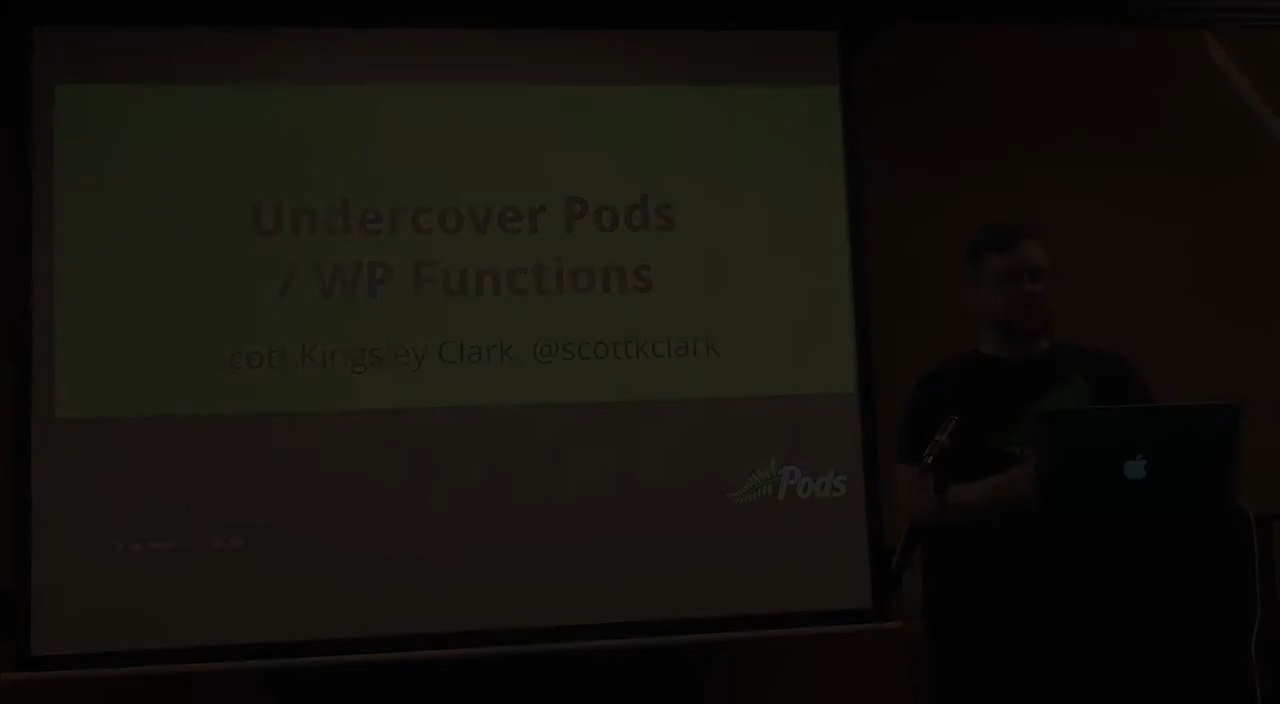 Undercover Pods
/ WP Functions
Scott Kingsley Clark, @scottkclark
Pods